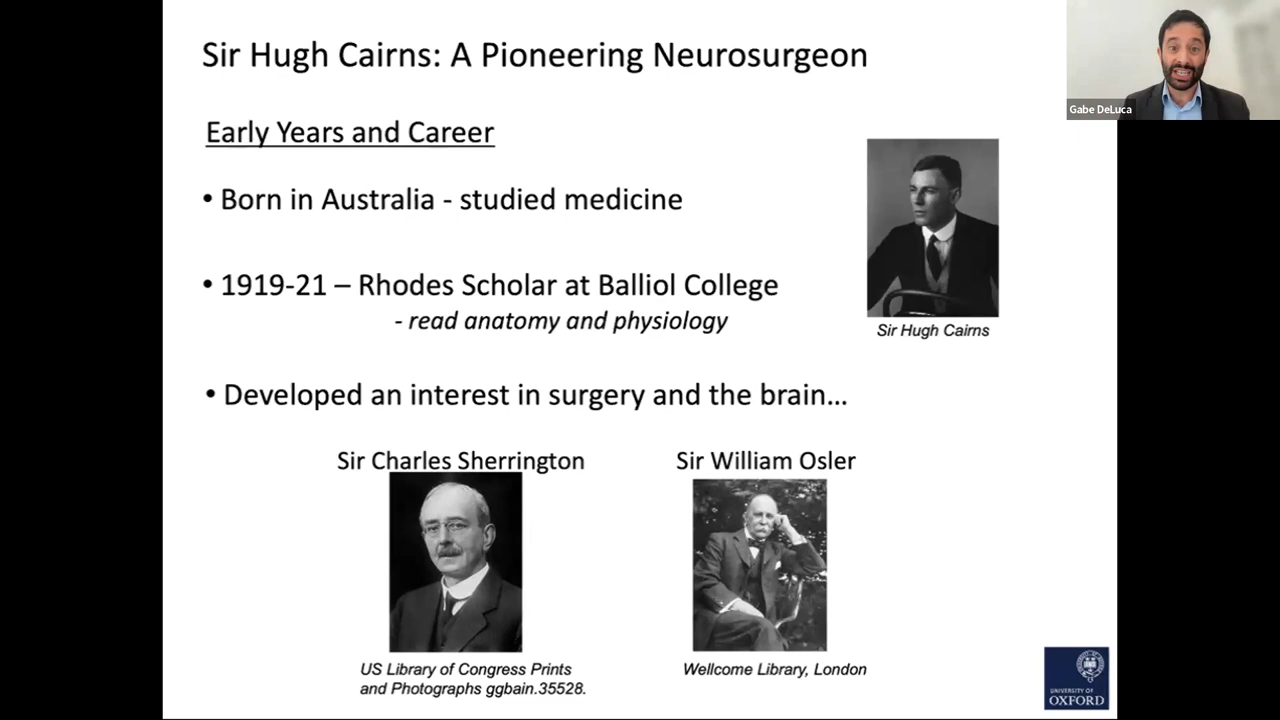 Sir Hugh Cairns: A Pioneering Neurosurgeon
Gabe DeLuca
Early Years and Career
• Born in Australia - studied medicine
• 1919-21 – Rhodes Scholar at Balliol College
- read anatomy and physiology
Sir Hugh Cairns
• Developed an interest in surgery and the brain…
Sir Charles Sherrington
Sir William Osler
US Library of Congress Prints
and Photographs ggbain.35528.
Wellcome Library, London
UNIVERSITY OF
OXFORD